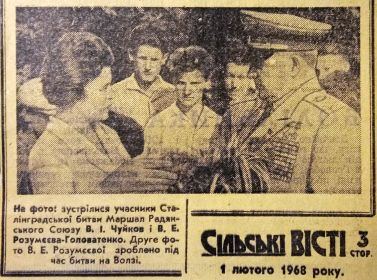 На фото: зустрілися учасники Ста-
лінградської битви Маршал Радян-
ського Союзу В. І. Чуйков і В. Е.
Розумєєва-Головатенко. Друге фо-
то В. Е. Розумєєвої зроблено під
час битви на Волзі.
СІЛЬСЬКІ ВІСТІ 3
СТОР.
1 лютого 1968 року.